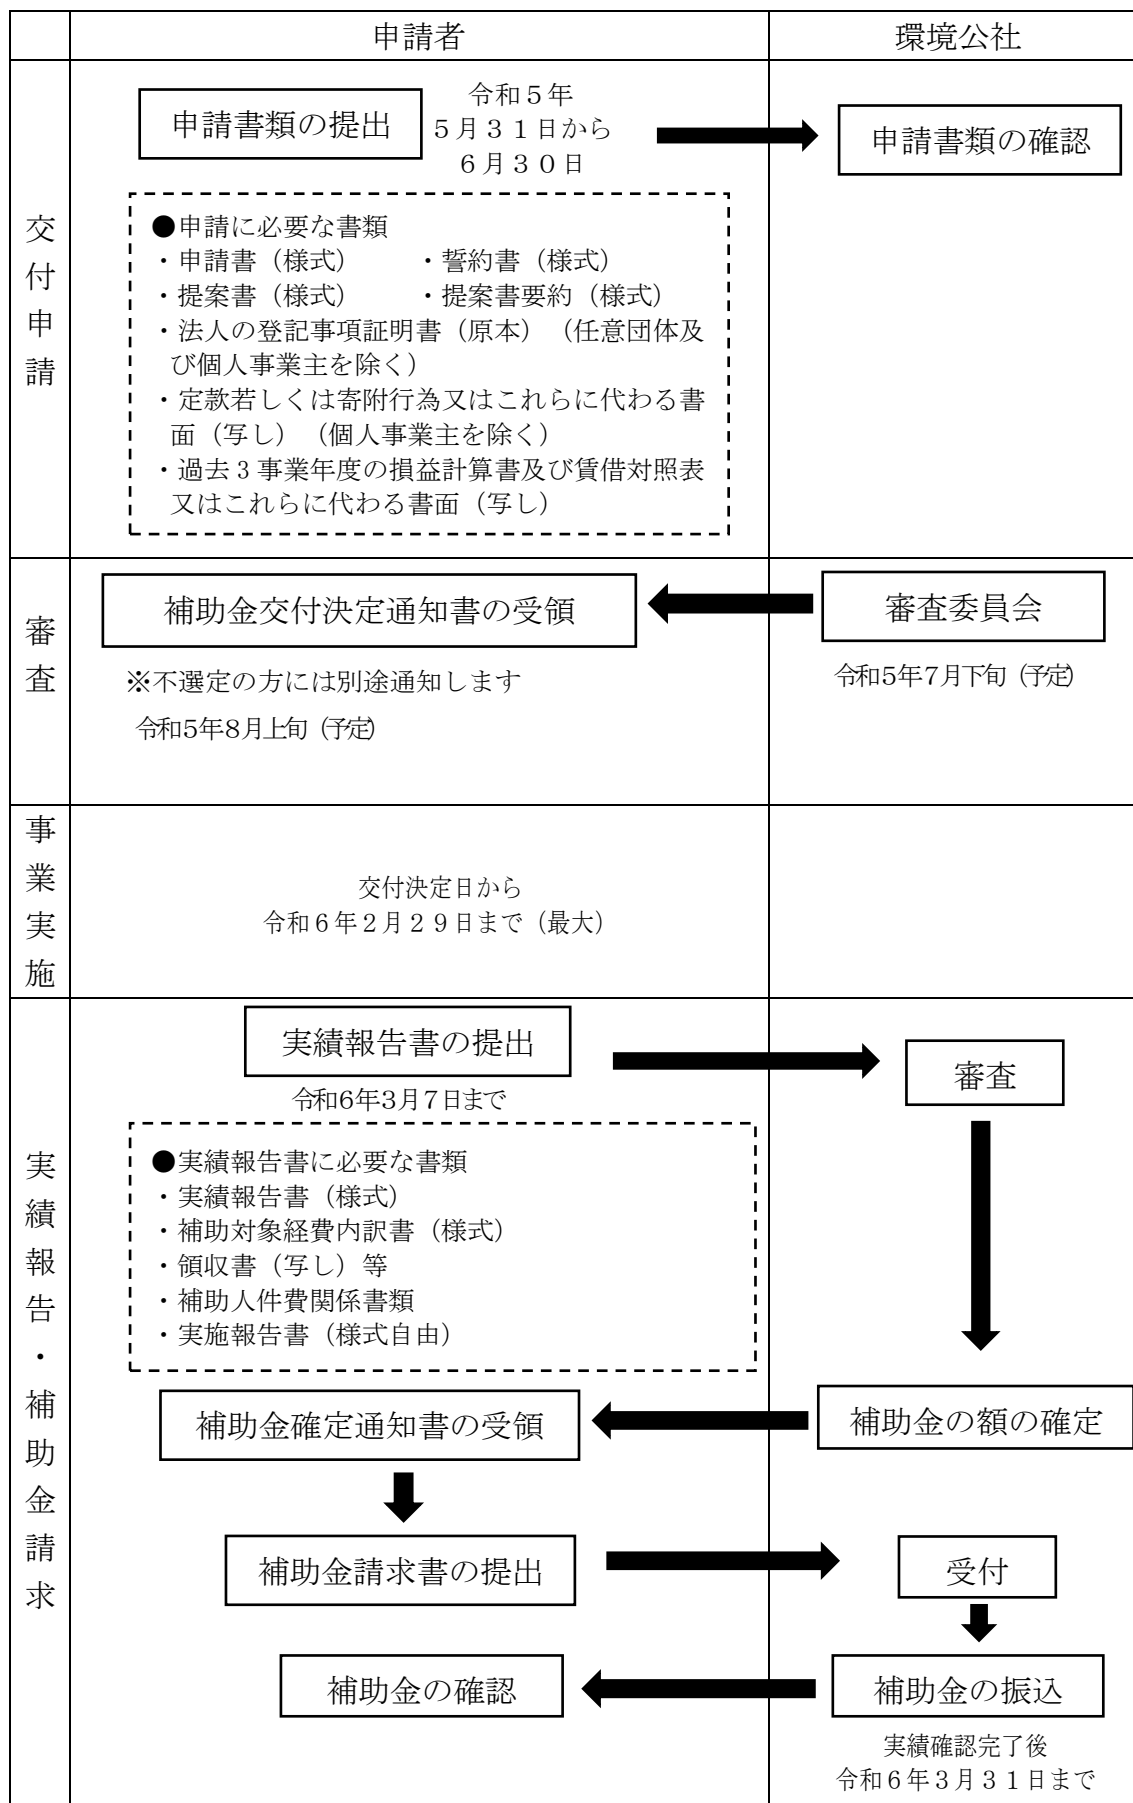 申請者
環境公社
交付申請
申請書類の提出
令和５年
５月３１日から
６月３０日
申請書類の確認
●申請に必要な書類
・申請書（様式）　　・誓約書（様式）
・提案書（様式）　　・提案書要約（様式）
・法人の登記事項証明書（原本）（任意団体及
び個人事業主を除く）
・定款若しくは寄附行為又はこれらに代わる書
面（写し）（個人事業主を除く）
・過去３事業年度の損益計算書及び賃借対照表
又はこれらに代わる書面（写し）
審査
補助金交付決定通知書の受領
審査委員会
※不選定の方には別途通知します
令和5年8月上旬（予定）
令和5年7月下旬（予定）
事業実施
交付決定日から
令和６年２月２９日まで（最大）
実績報告・補助金請求
実績報告書の提出
令和6年3月7日まで
審査
●実績報告書に必要な書類
・実績報告書（様式）
・補助対象経費内訳書（様式）
・領収書（写し）等
・補助人件費関係書類
・実施報告書（様式自由）
補助金確定通知書の受領
補助金の額の確定
補助金請求書の提出
受付
補助金の確認
補助金の振込
実績確認完了後
令和６年３月３１日まで